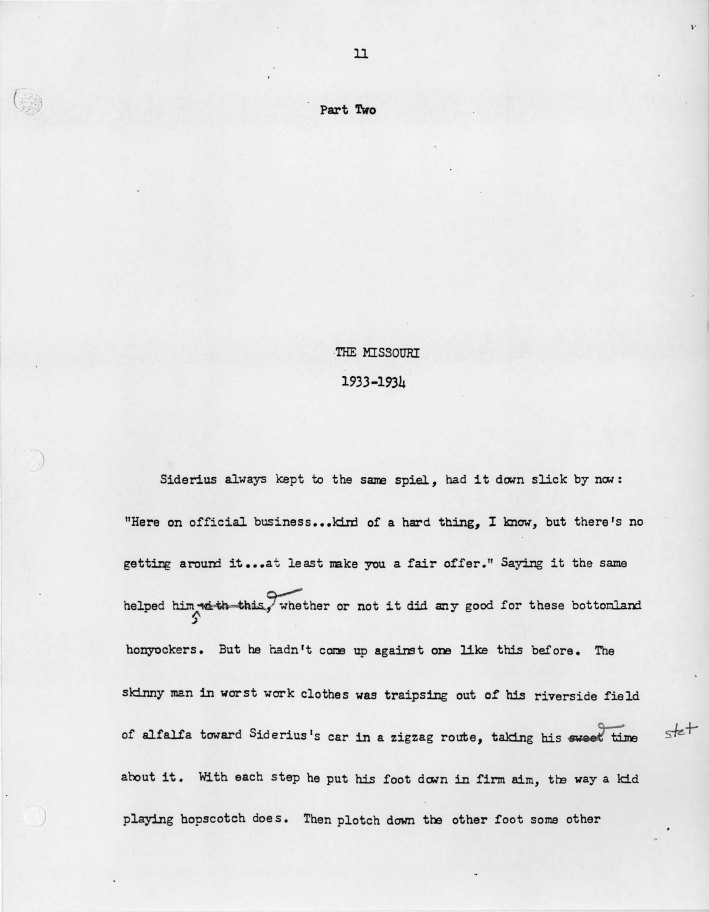 11
Part Two
THE MISSOURI
1933-1934
Siderius always kept to the same spiel, had it down slick by now:
"Here on official business...kind of a hard thing, I know, but there's no
getting around it...at least make you a fair offer." Saying it the same
helped him with this, whether or not it did any good for these bottomland
honyockers. But he hadn't come up against one like this before. The
skinny man in worst work clothes was traipsing out of his riverside field
of alfalfa toward Siderius's car in a zigzag route, taking his sweet time stet
about it. With each step he put his foot down in firm aim, the way a kid
playing hopscotch does. Then plotch down the other foot some other